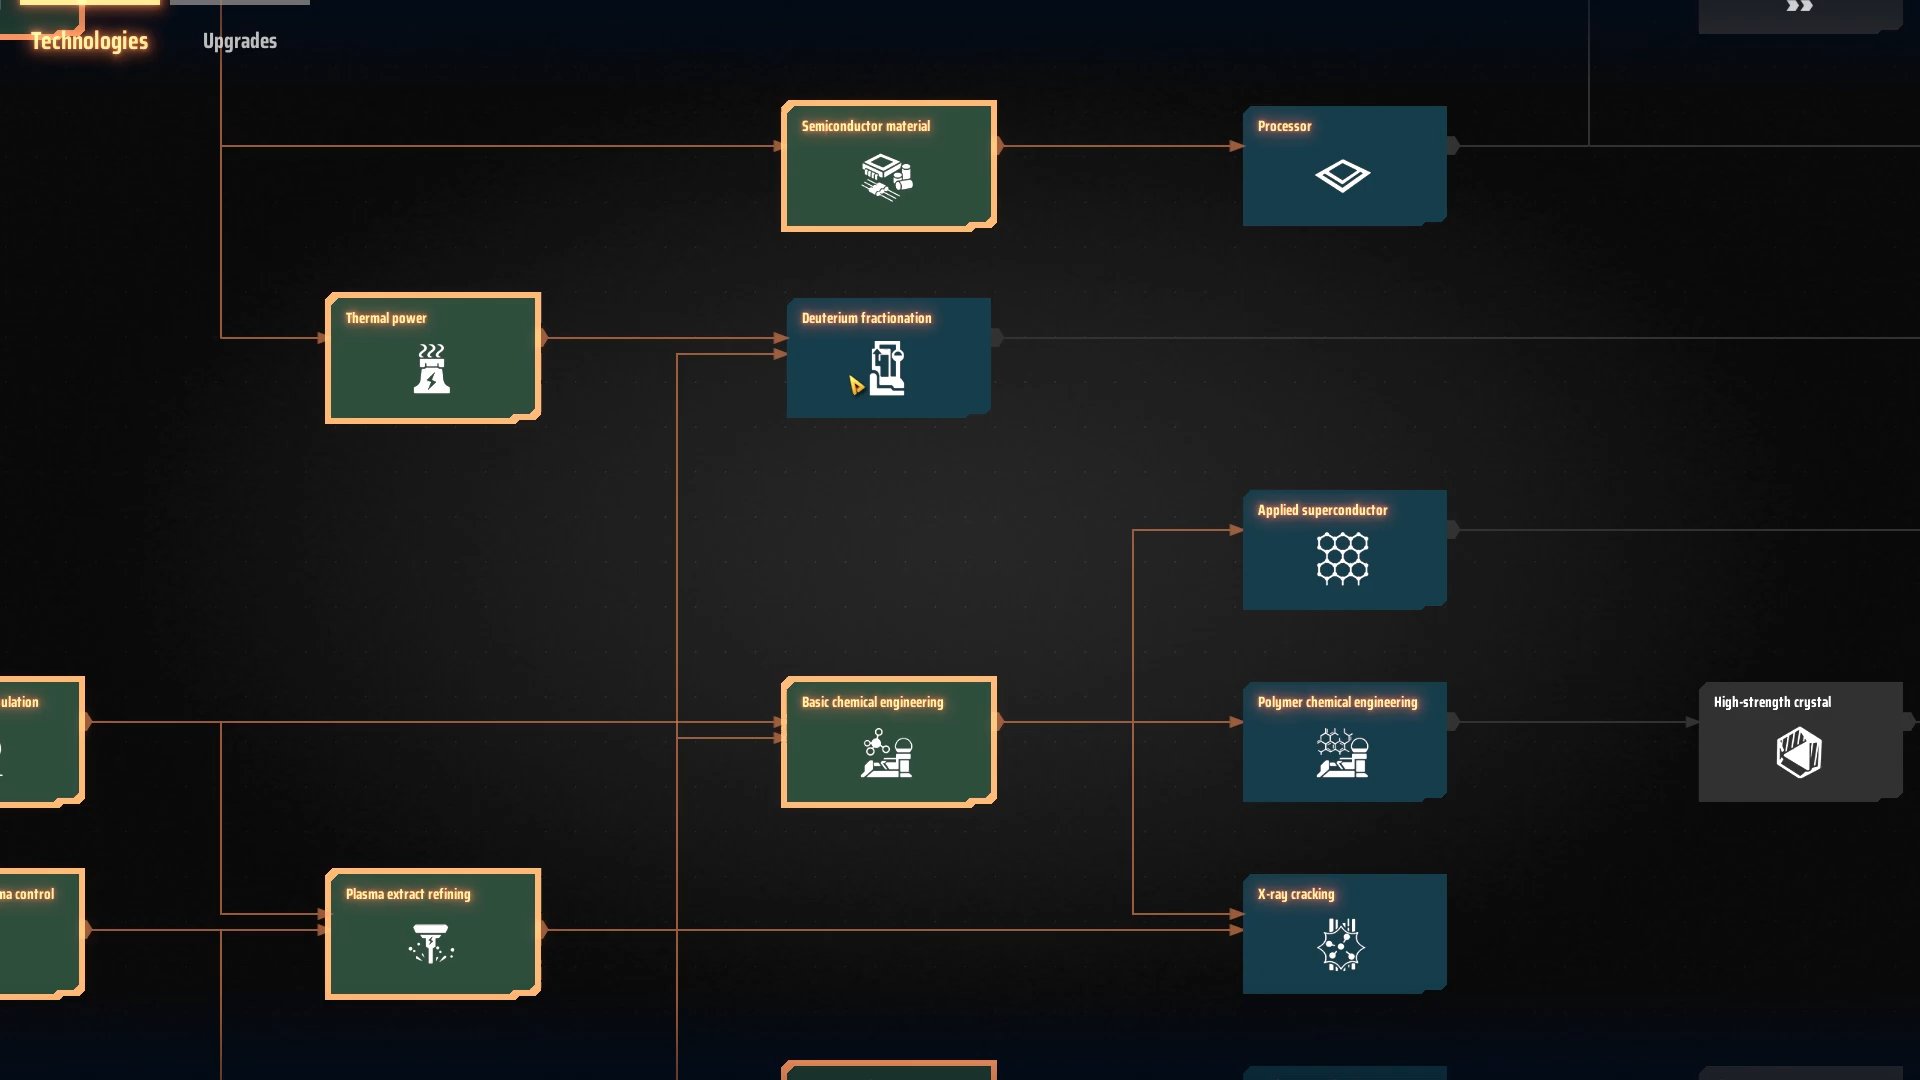 Technologies
Upgrades
Semiconductor material
Processor
Thermal power
Deuterium fractionation
Applied superconductor
ulation
Basic chemical engineering
Polymer chemical engineering
High-strength crystal
ma control
Plasma extract refining
X-ray cracking